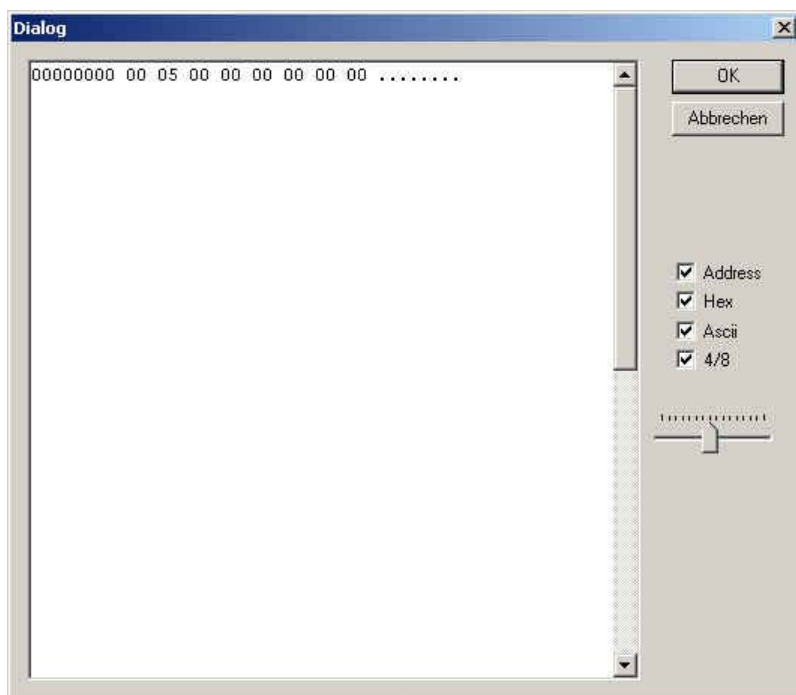 Dialog
00000000 00 05 00 00 00 00 00 00 ........
OK
Abbrechen
Address
Hex
Ascii
4/8